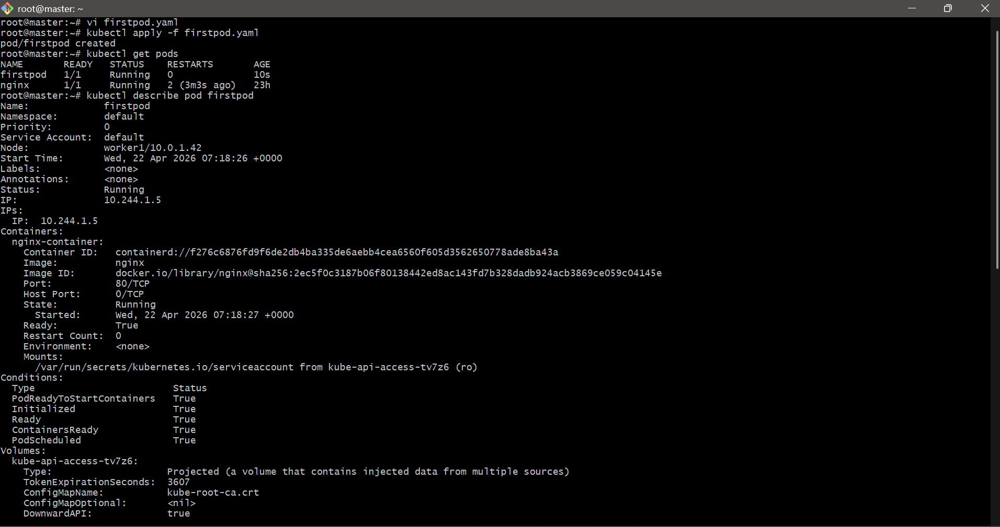 root@master: ~
root@master:~# vi firstpod.yaml
root@master:~# kubectl apply -f firstpod.yaml
pod/firstpod created
root@master:~# kubectl get pods
NAME       READY   STATUS    RESTARTS       AGE
firstpod   1/1     Running   0              10s
nginx      1/1     Running   2 (3m3s ago)   23h
root@master:~# kubectl describe pod firstpod
Name:             firstpod
Namespace:        default
Priority:         0
Service Account:  default
Node:             worker1/10.0.1.42
Start Time:       Wed, 22 Apr 2026 07:18:26 +0000
Labels:           <none>
Annotations:      <none>
Status:           Running
IP:               10.244.1.5
IPs:
  IP:  10.244.1.5
Containers:
  nginx-container:
    Container ID:   containerd://f276c6876fd9f6de2db4ba335de6aebb4cea6560f605d3562650778ade8ba43a
    Image:          nginx
    Image ID:       docker.io/library/nginx@sha256:2ec5f0c3187b06f80138442ed8ac143fd7b328dadb924acb3869ce059c04145e
    Port:           80/TCP
    Host Port:      0/TCP
    State:          Running
      Started:      Wed, 22 Apr 2026 07:18:27 +0000
    Ready:          True
    Restart Count:  0
    Environment:    <none>
    Mounts:
      /var/run/secrets/kubernetes.io/serviceaccount from kube-api-access-tv7z6 (ro)
Conditions:
  Type                        Status
  PodReadyToStartContainers   True
  Initialized                 True
  Ready                       True
  ContainersReady             True
  PodScheduled                True
Volumes:
  kube-api-access-tv7z6:
    Type:                    Projected (a volume that contains injected data from multiple sources)
    TokenExpirationSeconds:  3607
    ConfigMapName:           kube-root-ca.crt
    ConfigMapOptional:       <nil>
    DownwardAPI:             true